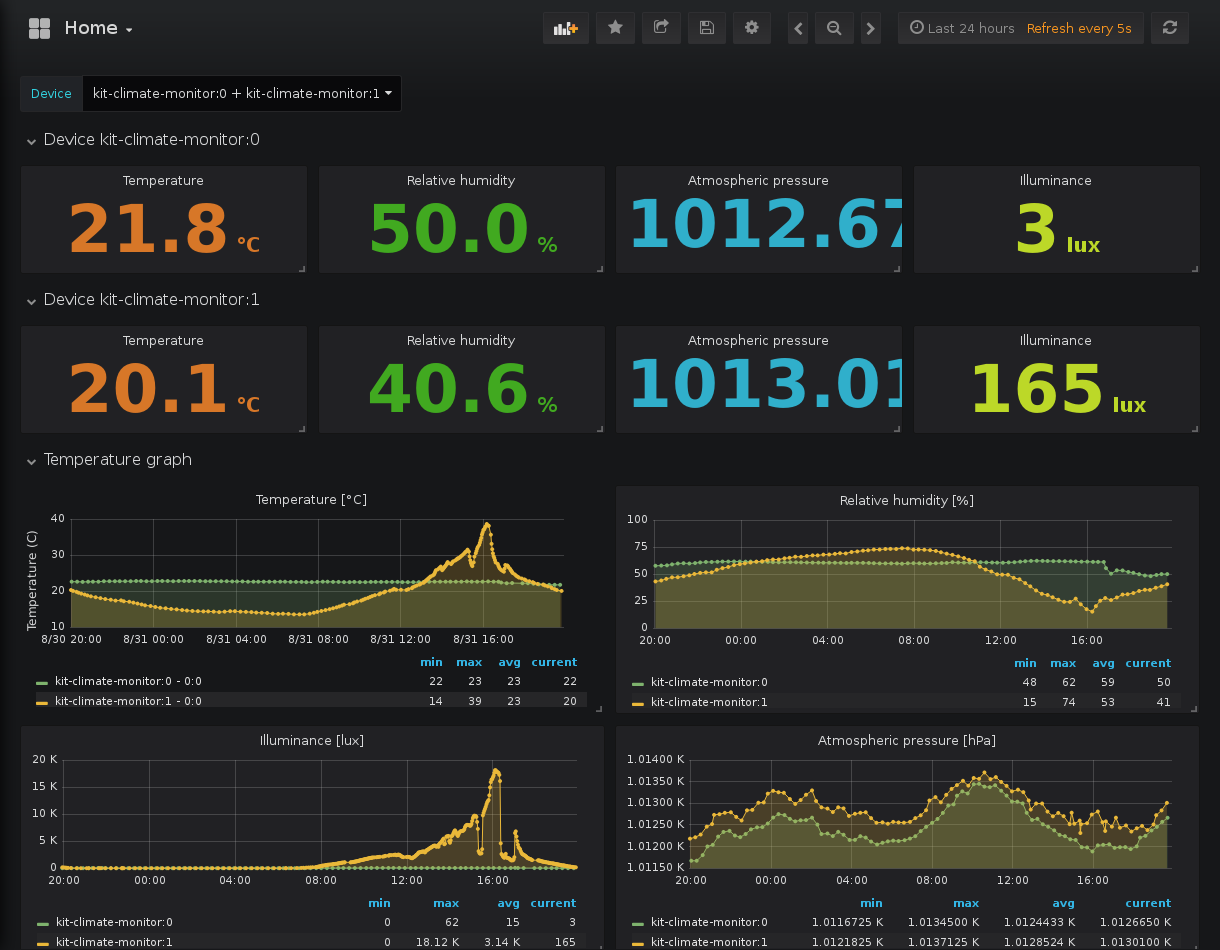 Home
Last 24 hours Refresh every 5s
Device kit-climate-monitor:0 + kit-climate-monitor:1
Device kit-climate-monitor:0
Temperature Relative humidity Atmospheric pressure Illuminance
21.8 °C 50.0 % 1012.67 3 lux
Device kit-climate-monitor:1
Temperature Relative humidity Atmospheric pressure Illuminance
20.1 °C 40.6 % 1013.01 165 lux
Temperature graph
Temperature [°C]
Temperature (C)
40
30
20
10
8/30 20:00 8/31 00:00 8/31 04:00 8/31 08:00 8/31 12:00 8/31 16:00
min max avg current
kit-climate-monitor:0 - 0:0 22 23 23 22
kit-climate-monitor:1 - 0:0 14 39 23 20
Relative humidity [%]
100
75
50
25
0
20:00 00:00 04:00 08:00 12:00 16:00
min max avg current
kit-climate-monitor:0 48 62 59 50
kit-climate-monitor:1 15 74 53 41
Illuminance [lux]
20 K
15 K
10 K
5 K
0
20:00 00:00 04:00 08:00 12:00 16:00
min max avg current
kit-climate-monitor:0 0 62 15 3
kit-climate-monitor:1 0 18.12 K 3.14 K 165
Atmospheric pressure [hPa]
1.01400 K
1.01350 K
1.01300 K
1.01250 K
1.01200 K
1.01150 K
20:00 00:00 04:00 08:00 12:00 16:00
min max avg current
kit-climate-monitor:0 1.0116725 K 1.0134500 K 1.0124433 K 1.0126650 K
kit-climate-monitor:1 1.0121825 K 1.0137125 K 1.0128524 K 1.0130100 K